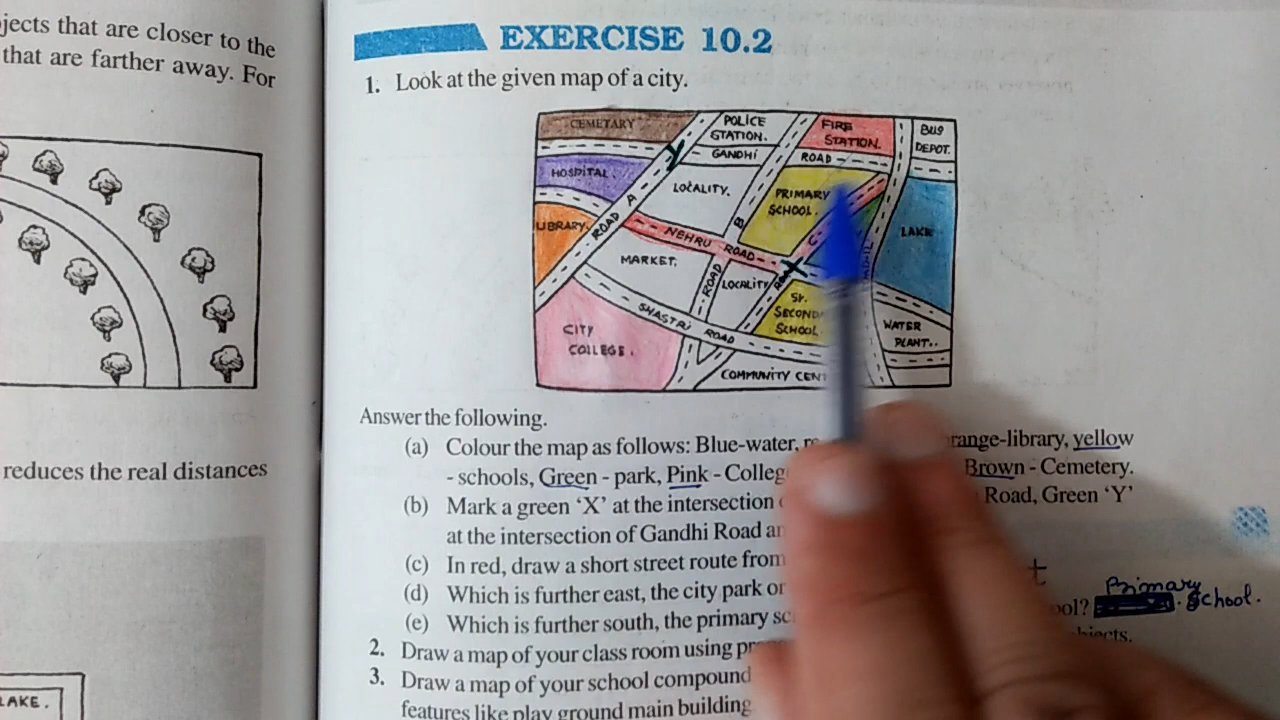 jects that are closer to the
that are farther away. For
reduces the real distances
LAKE.
EXERCISE 10.2
1. Look at the given map of a city.
CEMETARY
POLICE
STATION.
FIRE
STATION.
BUS
DEPOT.
GANDHI
ROAD
HOSPITAL.
LOCALITY.
PRIMARY
SCHOOL.
LIBRARY.
ROAD A
B
C
NEHRU ROAD
LAKE
MARKET.
ROAD
LOCALITY
SR.
SECOND
SCHOOL.
SHASTRI ROAD
CITY
COLLEGE.
WATER
PLANT..
COMMUNITY CENT
Answer the following.
(a) Colour the map as follows: Blue-water, range-library, yellow
- schools, Green - park, Pink - Colleg Brown - Cemetery.
(b) Mark a green 'X' at the intersection Road, Green 'Y'
at the intersection of Gandhi Road an
(c) In red, draw a short street route from
(d) Which is further east, the city park or
(e) Which is further south, the primary sc ool? Primary School.
2. Draw a map of your class room using pr bjects.
3. Draw a map of your school compound
features like play ground main building